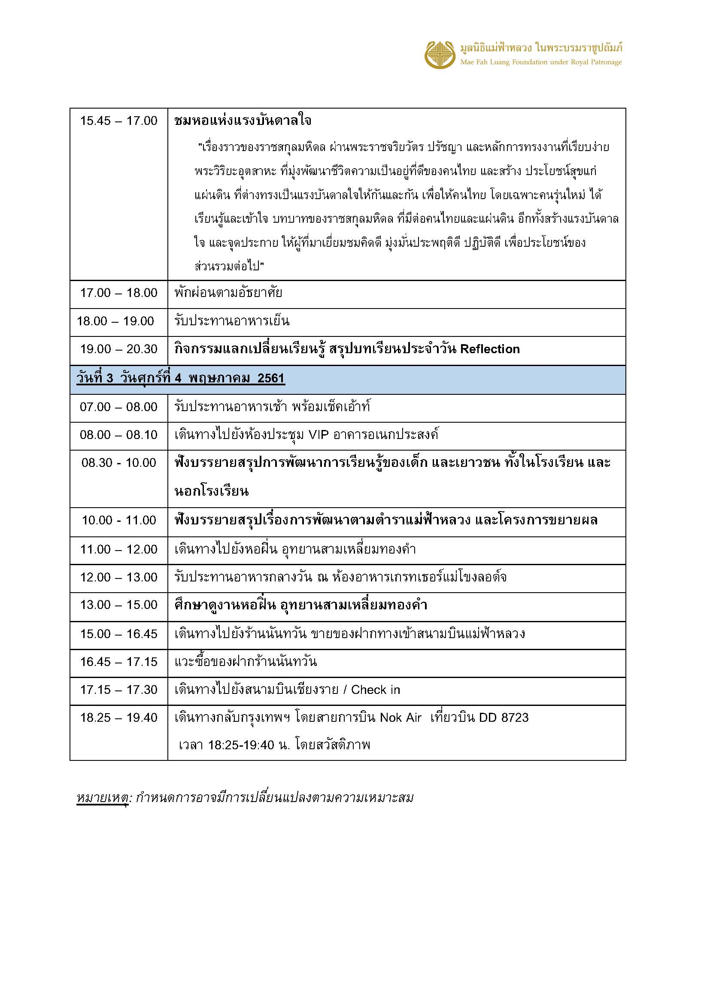 มูลนิธิแม่ฟ้าหลวง ในพระบรมราชูปถัมภ์
Mae Fah Luang Foundation under Royal Patronage
15.45 – 17.00 ชมหอแห่งแรงบันดาลใจ
"เรื่องราวของราชสกุลมหิดล ผ่านพระราชจริยวัตร ปรัชญา และหลักการทรงงานที่เรียบง่าย
พระวิริยะอุตสาหะ ที่มุ่งพัฒนาชีวิตความเป็นอยู่ที่ดีของคนไทย และสร้าง ประโยชน์สุขแก่
แผ่นดิน ที่ต่างทรงเป็นแรงบันดาลใจให้กันและกัน เพื่อให้คนไทย โดยเฉพาะคนรุ่นใหม่ ได้
เรียนรู้และเข้าใจ บทบาทของราชสกุลมหิดล ที่มีต่อคนไทยและแผ่นดิน อีกทั้งสร้างแรงบันดาล
ใจ และจุดประกาย ให้ผู้ที่มาเยี่ยมชมคิดดี มุ่งมั่นประพฤติดี ปฏิบัติดี เพื่อประโยชน์ของ
ส่วนรวมต่อไป"
17.00 – 18.00 พักผ่อนตามอัธยาศัย
18.00 – 19.00 รับประทานอาหารเย็น
19.00 – 20.30 กิจกรรมแลกเปลี่ยนเรียนรู้ สรุปบทเรียนประจำวัน Reflection
วันที่ 3 วันศุกร์ที่ 4 พฤษภาคม 2561
07.00 – 08.00 รับประทานอาหารเช้า พร้อมเช็คเอ้าท์
08.00 – 08.10 เดินทางไปยังห้องประชุม VIP อาคารอเนกประสงค์
08.30 - 10.00 ฟังบรรยายสรุปการพัฒนาการเรียนรู้ของเด็ก และเยาวชน ทั้งในโรงเรียน และ
นอกโรงเรียน
10.00 - 11.00 ฟังบรรยายสรุปเรื่องการพัฒนาตามตำราแม่ฟ้าหลวง และโครงการขยายผล
11.00 – 12.00 เดินทางไปยังหอฝิ่น อุทยานสามเหลี่ยมทองคำ
12.00 – 13.00 รับประทานอาหารกลางวัน ณ ห้องอาหารเกรทเธอร์แม่โขงลอด์จ
13.00 – 15.00 ศึกษาดูงานหอฝิ่น อุทยานสามเหลี่ยมทองคำ
15.00 – 16.45 เดินทางไปยังร้านนันทวัน ขายของฝากทางเข้าสนามบินแม่ฟ้าหลวง
16.45 – 17.15 แวะซื้อของฝากร้านนันทวัน
17.15 – 17.30 เดินทางไปยังสนามบินเชียงราย / Check in
18.25 – 19.40 เดินทางกลับกรุงเทพฯ โดยสายการบิน Nok Air เที่ยวบิน DD 8723
เวลา 18:25-19:40 น. โดยสวัสดิภาพ
หมายเหตุ: กำหนดการอาจมีการเปลี่ยนแปลงตามความเหมาะสม